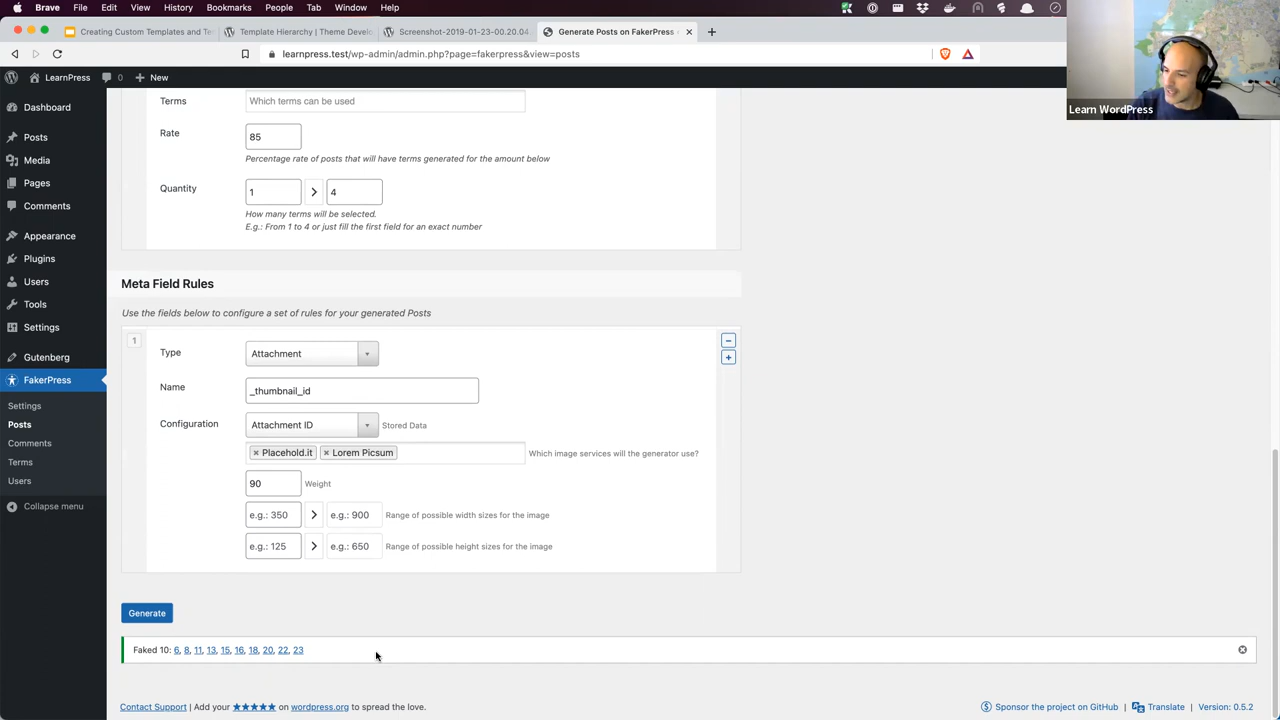 Brave File Edit View History Bookmarks People Tab Window Help
Creating Custom Templates and Te
Template Hierarchy | Theme Develo
Screenshot-2019-01-23-00.20.04
Generate Posts on FakerPress
learnpress.test/wp-admin/admin.php?page=fakerpress&view=posts
LearnPress 0 + New
Learn WordPress
Dashboard
Posts
Media
Pages
Comments
Appearance
Plugins
Users
Tools
Settings
Gutenberg
FakerPress
Settings
Posts
Comments
Terms
Users
Collapse menu
Terms Which terms can be used
Rate 85
Percentage rate of posts that will have terms generated for the amount below
Quantity 1 > 4
How many terms will be selected.
E.g.: From 1 to 4 or just fill the first field for an exact number
Meta Field Rules
Use the fields below to configure a set of rules for your generated Posts
1
Type Attachment
Name _thumbnail_id
Configuration Attachment ID Stored Data
× Placehold.it × Lorem Picsum Which image services will the generator use?
90 Weight
e.g.: 350 > e.g.: 900 Range of possible width sizes for the image
e.g.: 125 > e.g.: 650 Range of possible height sizes for the image
Generate
Faked 10: 6, 8, 11, 13, 15, 16, 18, 20, 22, 23
Contact Support | Add your ★★★★★ on wordpress.org to spread the love.
Sponsor the project on GitHub | Translate | Version: 0.5.2